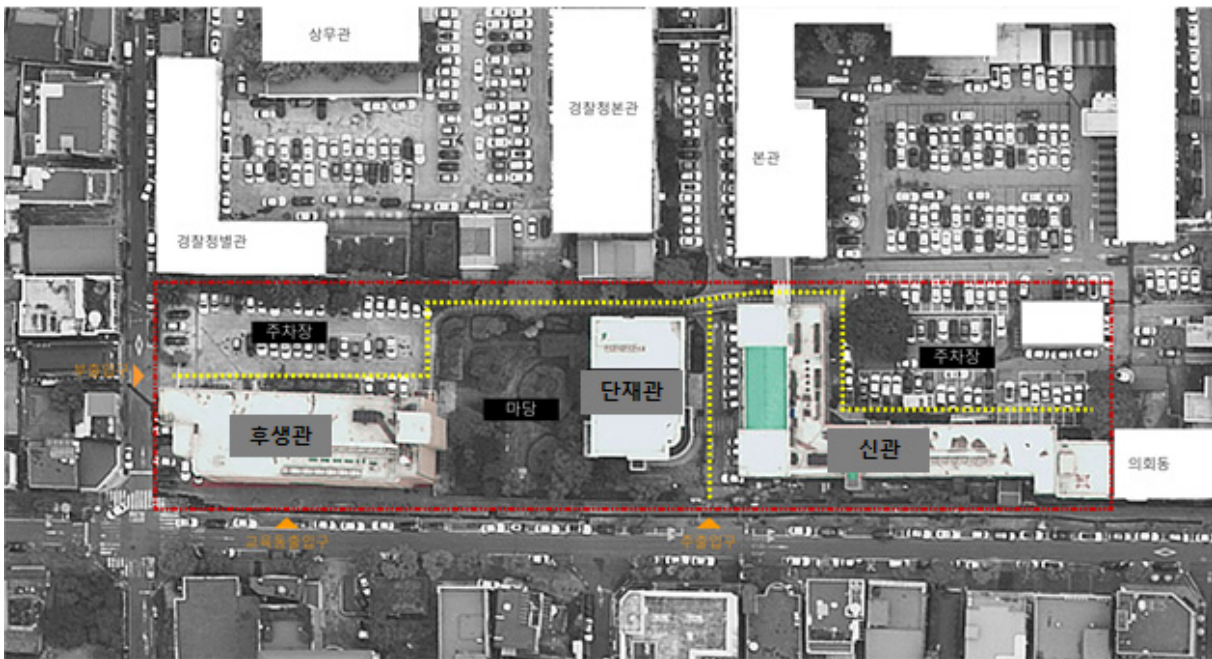 상무관
경찰청본관
본관
경찰청별관
주차장
주차장
부출입구
단재관
마당
후생관
신관
의회동
교육동출입구
주출입구